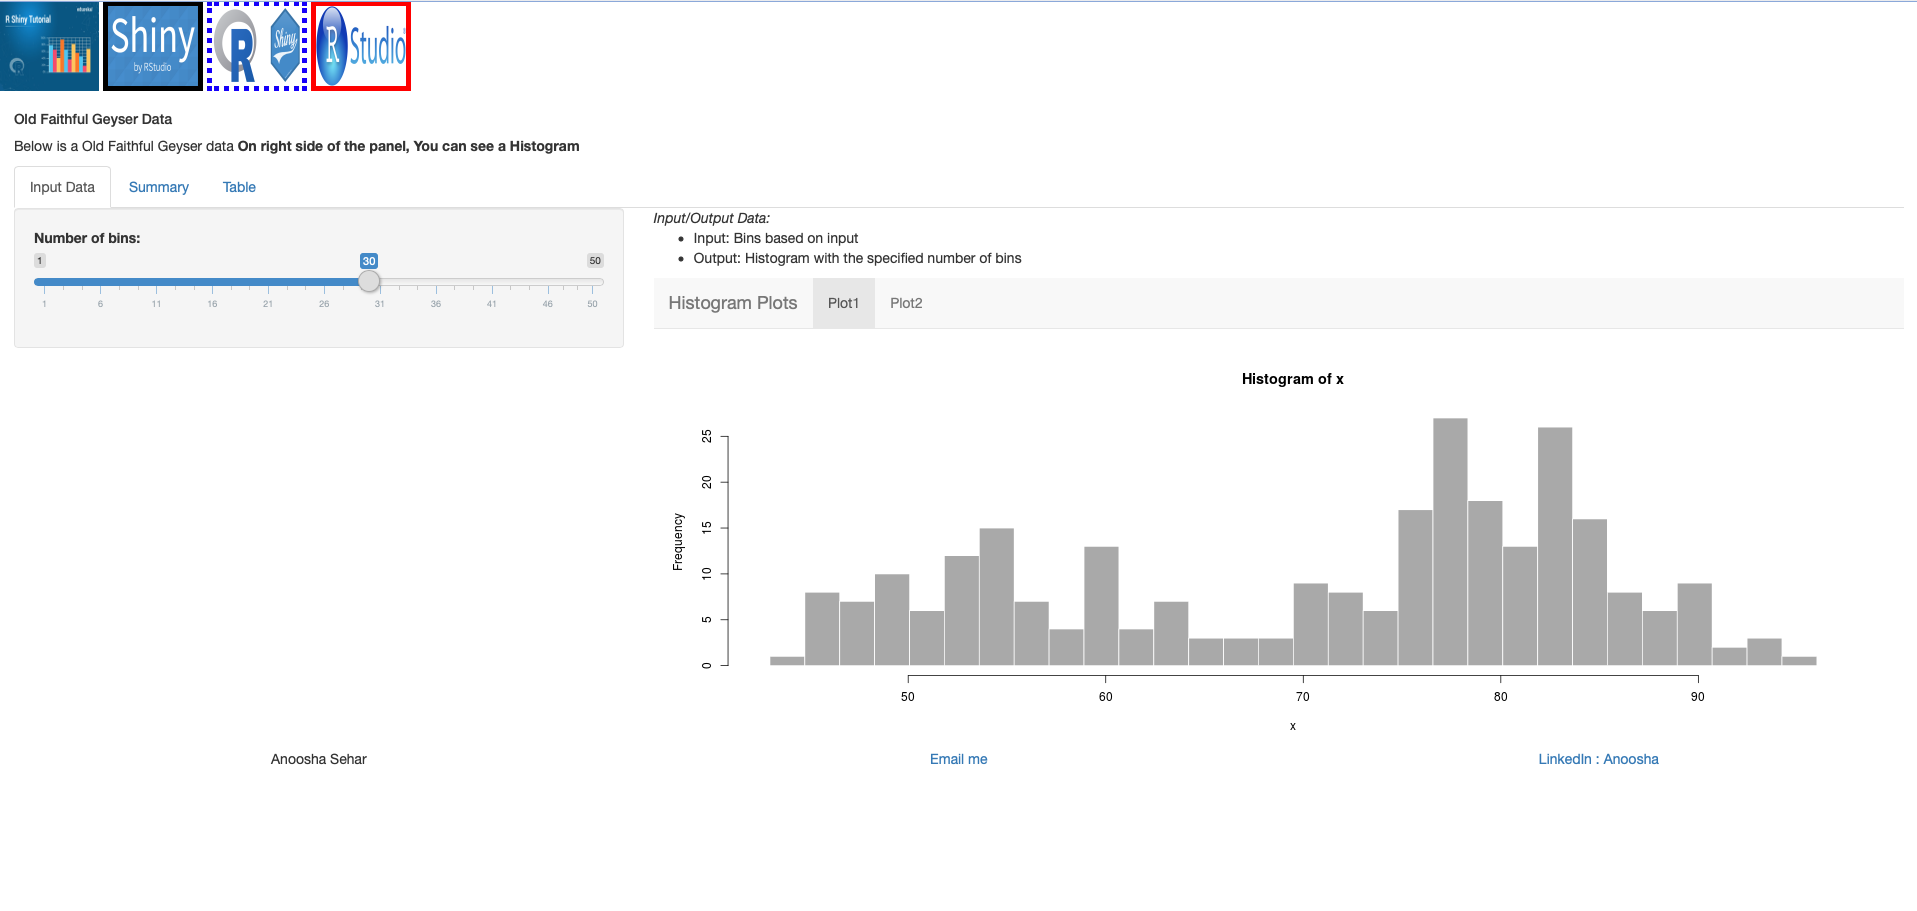 R Shiny Tutorial
edureka!
Shiny
by RStudio
R
Shiny
R Studio
Old Faithful Geyser Data
Below is a Old Faithful Geyser data On right side of the panel, You can see a Histogram
Input Data Summary Table
Number of bins:
1 30 50
1 6 11 16 21 26 31 36 41 46 50
Input/Output Data:
Input: Bins based on input
Output: Histogram with the specified number of bins
Histogram Plots Plot1 Plot2
Histogram of x
Frequency
25
20
15
10
5
0
50 60 70 80 90
x
Anoosha Sehar Email me LinkedIn : Anoosha